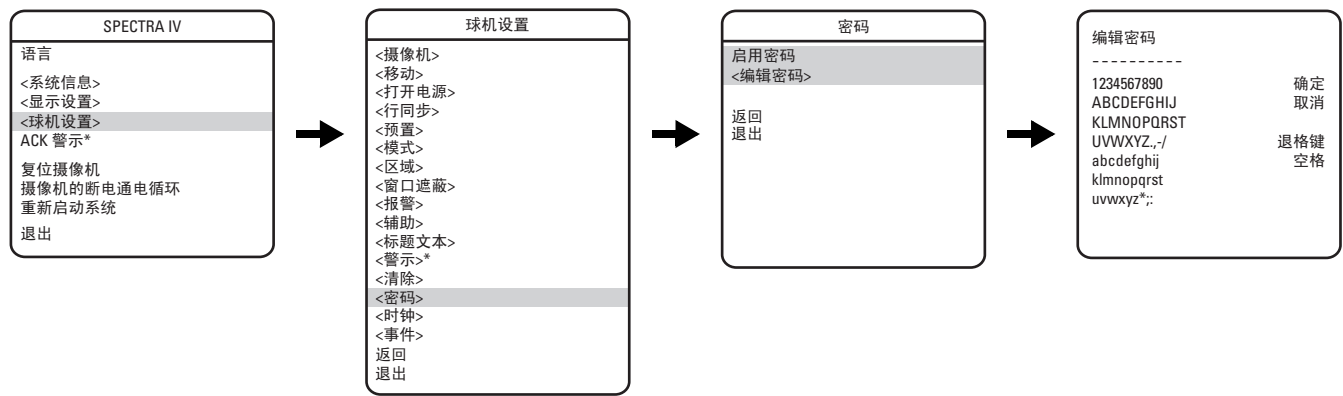 SPECTRA IV
语言
<系统信息>
<显示设置>
<球机设置>
ACK 警示*
复位摄像机
摄像机的断电通电循环
重新启动系统
退出
球机设置
<摄像机>
<移动>
<打开电源>
<行同步>
<预置>
<模式>
<区域>
<窗口遮蔽>
<报警>
<辅助>
<标题文本>
<警示>*
<清除>
<密码>
<时钟>
<事件>
返回
退出
密码
启用密码
<编辑密码>
返回
退出
编辑密码
----------
1234567890 确定
ABCDEFGHIJ 取消
KLMNOPQRST
UVWXYZ.,-/ 退格键
abcdefghij 空格
klmnopqrst
uvwxyz*;: